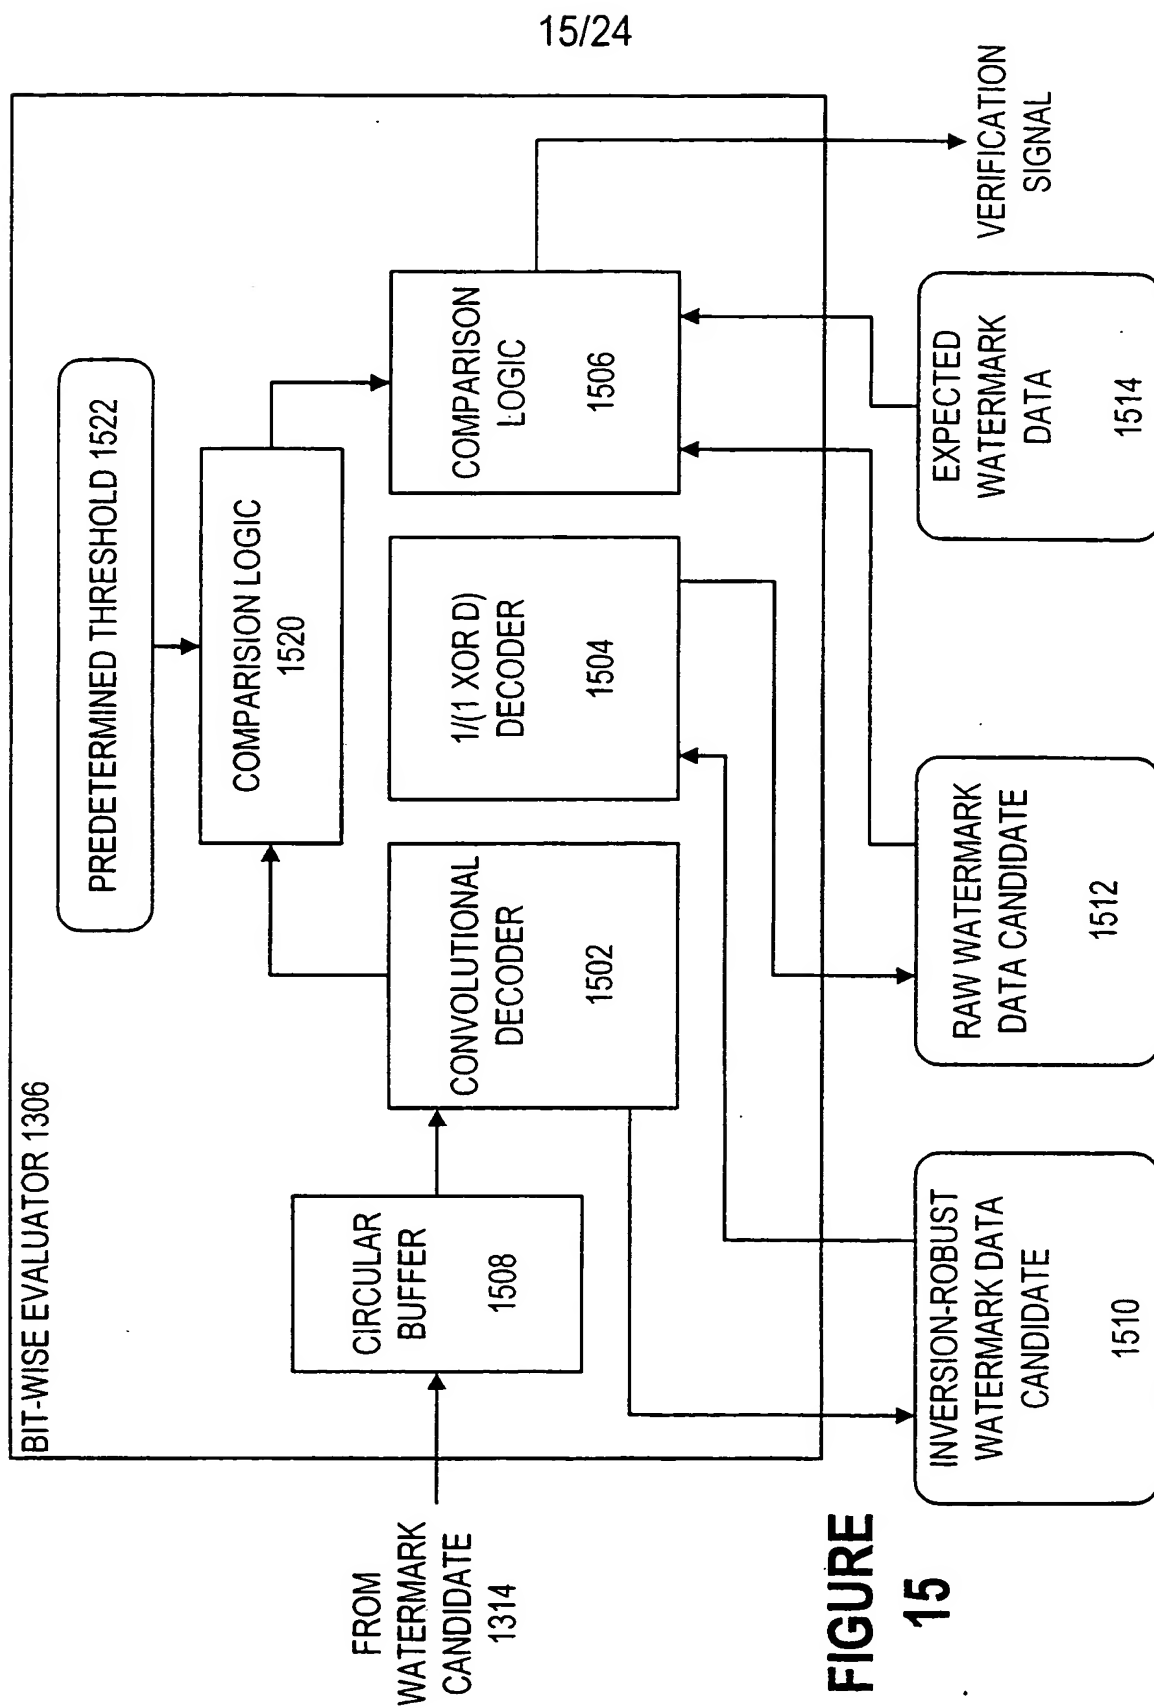 15/24
BIT-WISE EVALUATOR 1306
PREDETERMINED THRESHOLD 1522
COMPARISION LOGIC
1520
FROM
WATERMARK
CANDIDATE
1314
CIRCULAR
BUFFER
1508
CONVOLUTIONAL
DECODER
1502
1/(1 XOR D)
DECODER
1504
COMPARISON
LOGIC
1506
INVERSION-ROBUST
WATERMARK DATA
CANDIDATE
1510
RAW WATERMARK
DATA CANDIDATE
1512
EXPECTED
WATERMARK
DATA
1514
VERIFICATION
SIGNAL
FIGURE
15